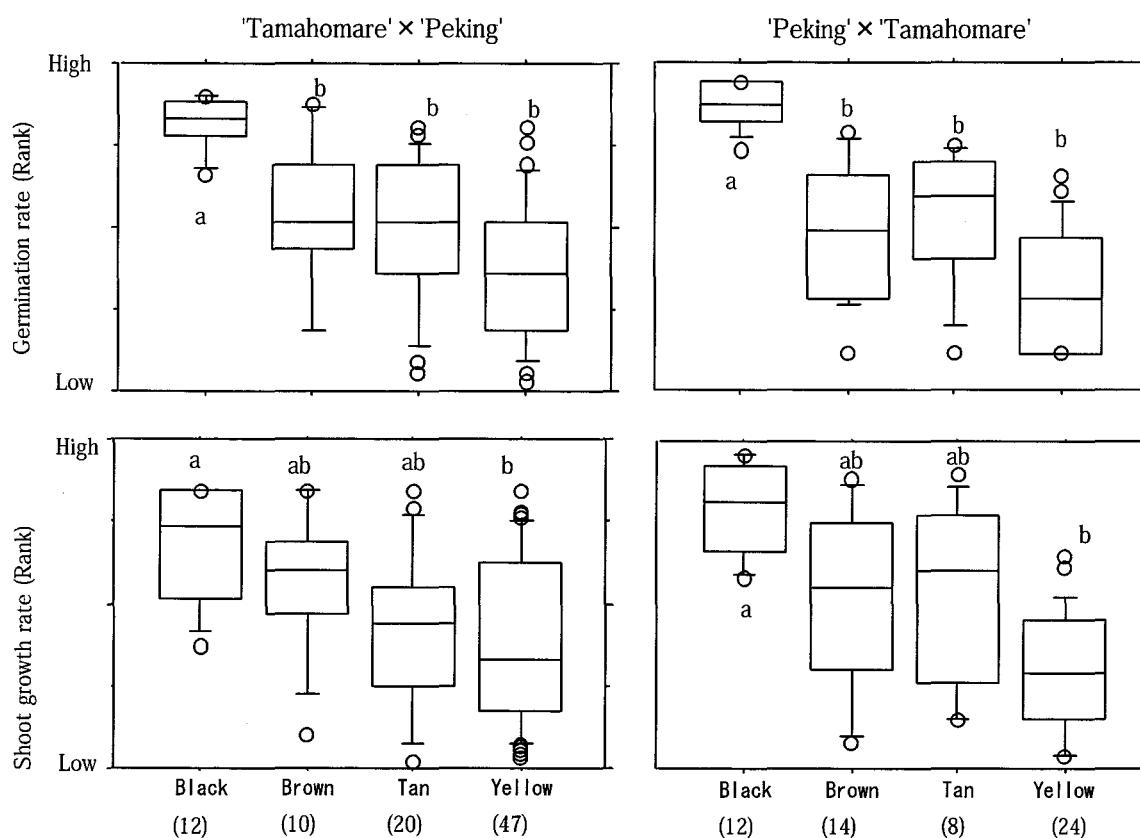 'Tamahomare' × 'Peking'
'Peking' × 'Tamahomare'
High
Germination rate (Rank)
Low
a
b
b
b
a
b
b
b
High
Shoot growth rate (Rank)
Low
a
ab
ab
b
a
ab
ab
b
Black Brown Tan Yellow
(12) (10) (20) (47)
Black Brown Tan Yellow
(12) (14) (8) (24)